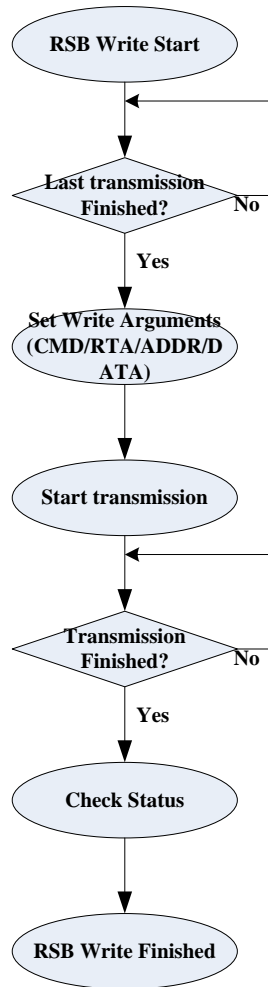 RSB Write Start
Last transmission
Finished?
No
Yes
Set Write Arguments
(CMD/RTA/ADDR/D
ATA)
Start transmission
Transmission
Finished?
No
Yes
Check Status
RSB Write Finished